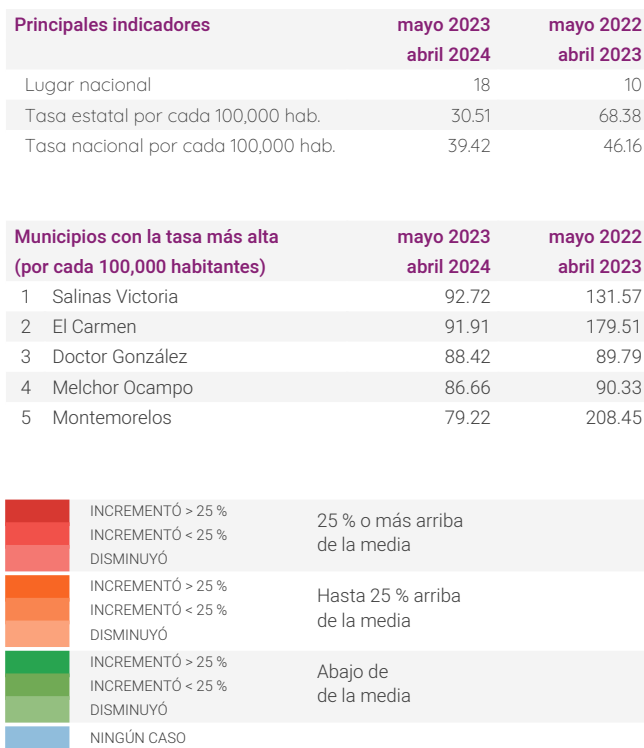 Principales indicadores mayo 2023 mayo 2022
abril 2024 abril 2023
Lugar nacional 18 10
Tasa estatal por cada 100,000 hab. 30.51 68.38
Tasa nacional por cada 100,000 hab. 39.42 46.16
Municipios con la tasa más alta mayo 2023 mayo 2022
(por cada 100,000 habitantes) abril 2024 abril 2023
1 Salinas Victoria 92.72 131.57
2 El Carmen 91.91 179.51
3 Doctor González 88.42 89.79
4 Melchor Ocampo 86.66 90.33
5 Montemorelos 79.22 208.45
INCREMENTÓ > 25 %
INCREMENTÓ < 25 %
DISMINUYÓ
25 % o más arriba
de la media
INCREMENTÓ > 25 %
INCREMENTÓ < 25 %
DISMINUYÓ
Hasta 25 % arriba
de la media
INCREMENTÓ > 25 %
INCREMENTÓ < 25 %
DISMINUYÓ
Abajo de
de la media
NINGÚN CASO